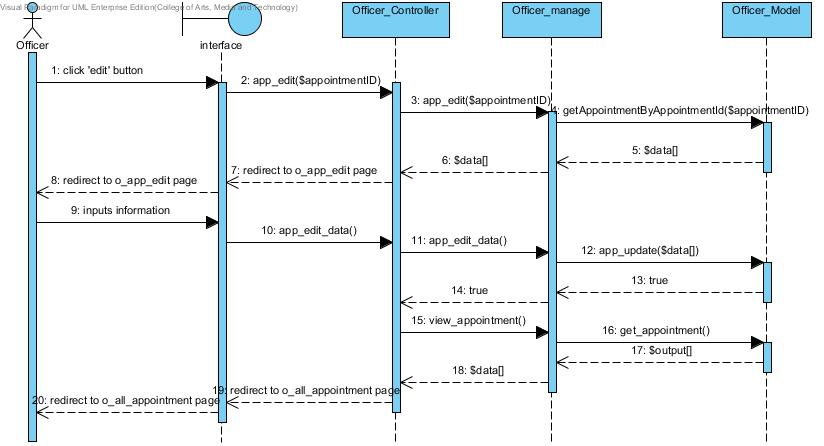 Visual Paradigm for UML Enterprise Edition(College of Arts, Media and Technology)
Officer
interface
Officer_Controller
Officer_manage
Officer_Model
1: click 'edit' button
2: app_edit($appointmentID)
3: app_edit($appointmentID)
4: getAppointmentByAppointmentId($appointmentID)
5: $data[]
6: $data[]
7: redirect to o_app_edit page
8: redirect to o_app_edit page
9: inputs information
10: app_edit_data()
11: app_edit_data()
12: app_update($data[])
13: true
14: true
15: view_appointment()
16: get_appointment()
17: $output[]
18: $data[]
19: redirect to o_all_appointment page
20: redirect to o_all_appointment page